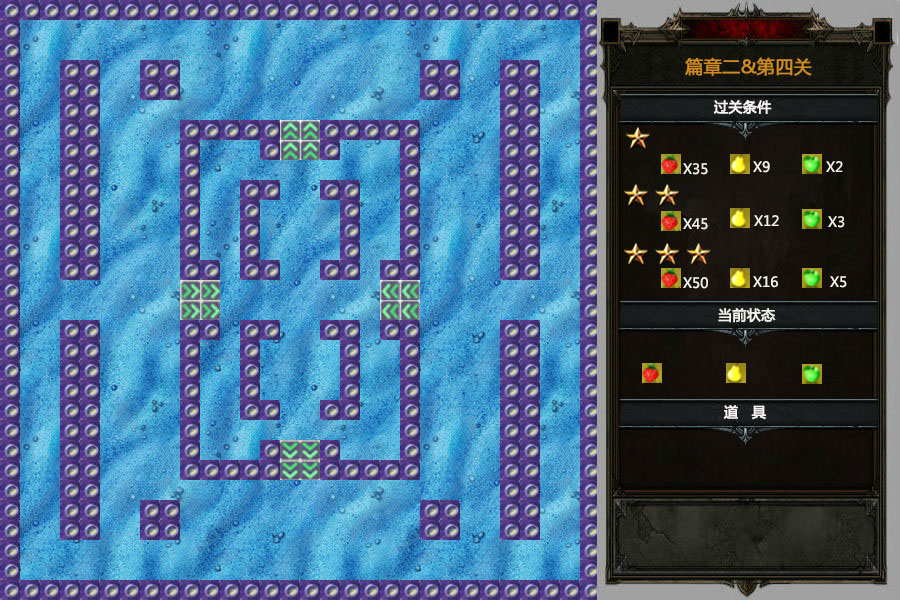 篇章二&第四关
过关条件
X35 X9 X2
X45 X12 X3
X50 X16 X5
当前状态
道 具